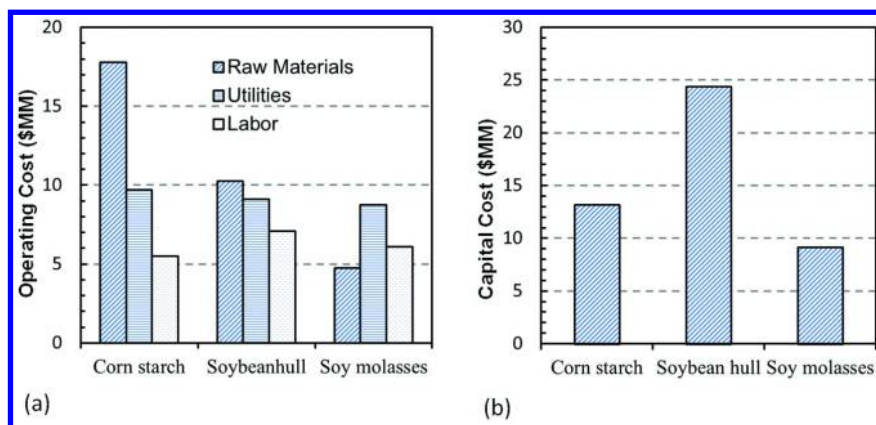 20
15
10
5
0
Operating Cost ($MM)
Raw Materials
Utilities
Labor
Corn starch Soybeanhull Soy molasses
(a)
30
25
20
15
10
5
0
Capital Cost ($MM)
Corn starch Soybean hull Soy molasses
(b)